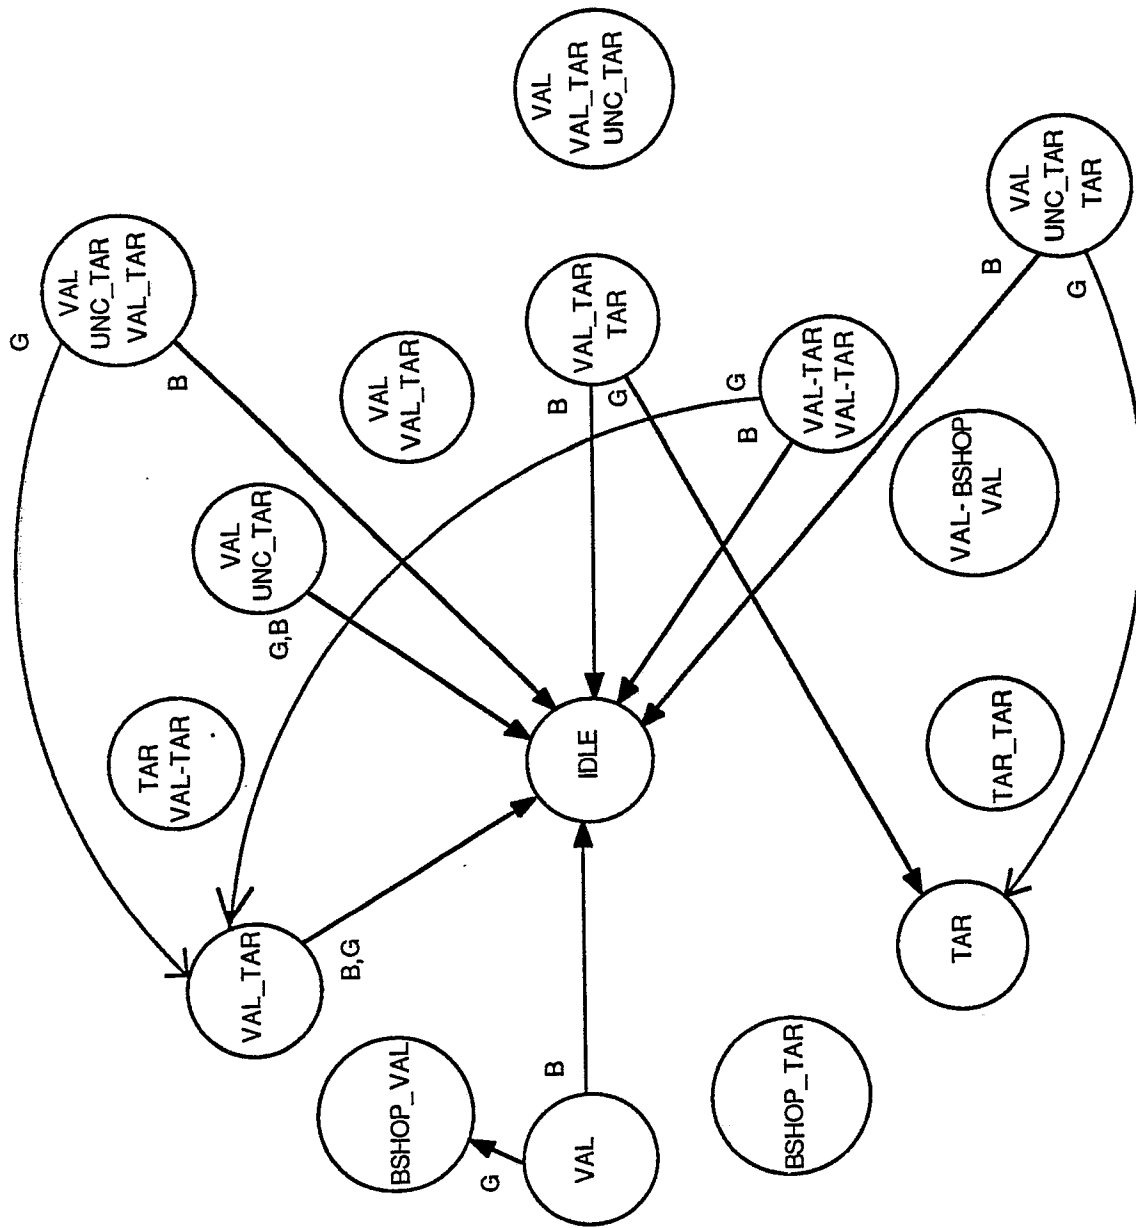 G
VAL
UNC_TAR
VAL_TAR
B
TAR
VAL-TAR
VAL
UNC_TAR
G,B
VAL_TAR
B,G
VAL
VAL_TAR
BSHOP_VAL
G
VAL
B
IDLE
B
VAL_TAR
TAR
G
VAL
VAL_TAR
UNC_TAR
G
B
VAL-TAR
VAL-TAR
BSHOP_TAR
TAR
VAL-BSHOP
VAL
TAR_TAR
B
VAL
UNC_TAR
TAR
G